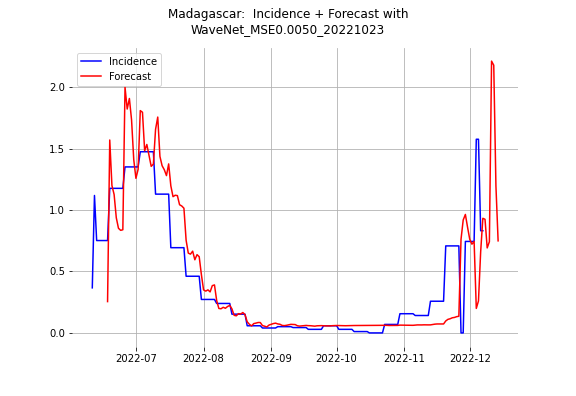 Madagascar:  Incidence + Forecast with
WaveNet_MSE0.0050_20221023
Incidence
Forecast
2.0
1.5
1.0
0.5
0.0
2022-07 2022-08 2022-09 2022-10 2022-11 2022-12